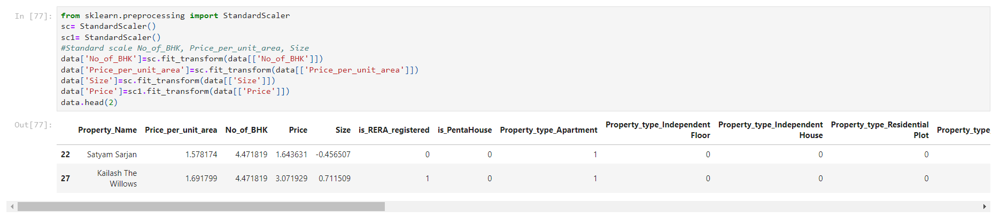 In [77]:
from sklearn.preprocessing import StandardScaler
sc= StandardScaler()
sc1= StandardScaler()
#Standard scale No_of_BHK, Price_per_unit_area, Size
data['No_of_BHK']=sc.fit_transform(data[['No_of_BHK']])
data['Price_per_unit_area']=sc.fit_transform(data[['Price_per_unit_area']])
data['Size']=sc.fit_transform(data[['Size']])
data['Price']=sc1.fit_transform(data[['Price']])
data.head(2)
Out[77]:
Property_Name Price_per_unit_area No_of_BHK Price Size is_RERA_registered is_PentaHouse Property_type_Apartment Property_type_Independent Floor Property_type_Independent House Property_type_Residential Plot Property_type_
22 Satyam Sarjan 1.578174 4.471819 1.643631 -0.456507 0 0 1 0 0 0
27 Kailash The Willows 1.691799 4.471819 3.071929 0.711509 1 0 1 0 0 0